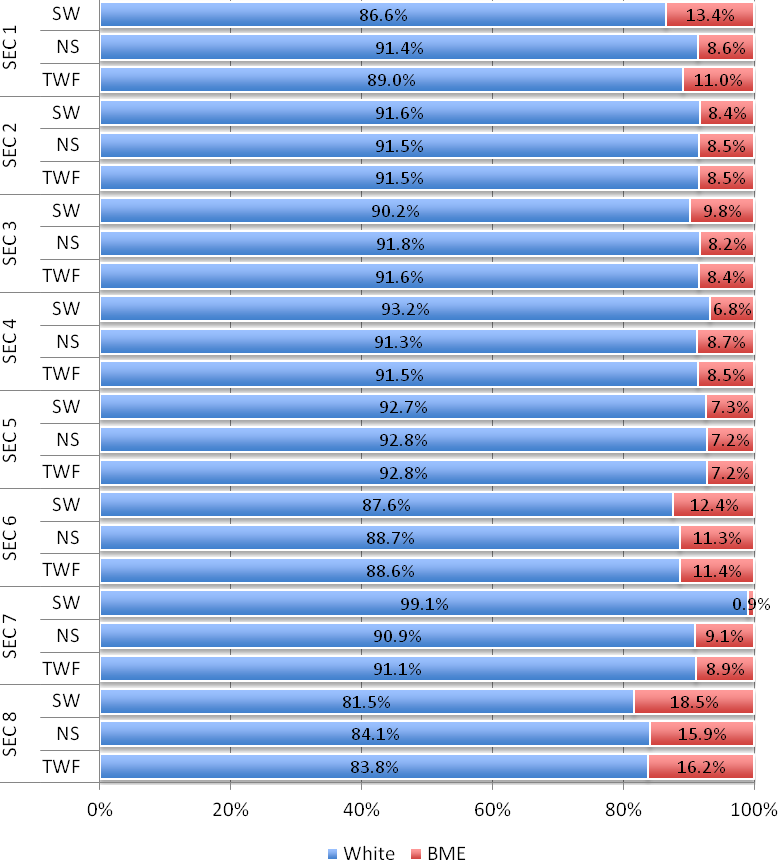 SEC 1
SW 86.6% 13.4%
NS 91.4% 8.6%
TWF 89.0% 11.0%
SEC 2
SW 91.6% 8.4%
NS 91.5% 8.5%
TWF 91.5% 8.5%
SEC 3
SW 90.2% 9.8%
NS 91.8% 8.2%
TWF 91.6% 8.4%
SEC 4
SW 93.2% 6.8%
NS 91.3% 8.7%
TWF 91.5% 8.5%
SEC 5
SW 92.7% 7.3%
NS 92.8% 7.2%
TWF 92.8% 7.2%
SEC 6
SW 87.6% 12.4%
NS 88.7% 11.3%
TWF 88.6% 11.4%
SEC 7
SW 99.1% 0.9%
NS 90.9% 9.1%
TWF 91.1% 8.9%
SEC 8
SW 81.5% 18.5%
NS 84.1% 15.9%
TWF 83.8% 16.2%
0% 20% 40% 60% 80% 100%
White BME